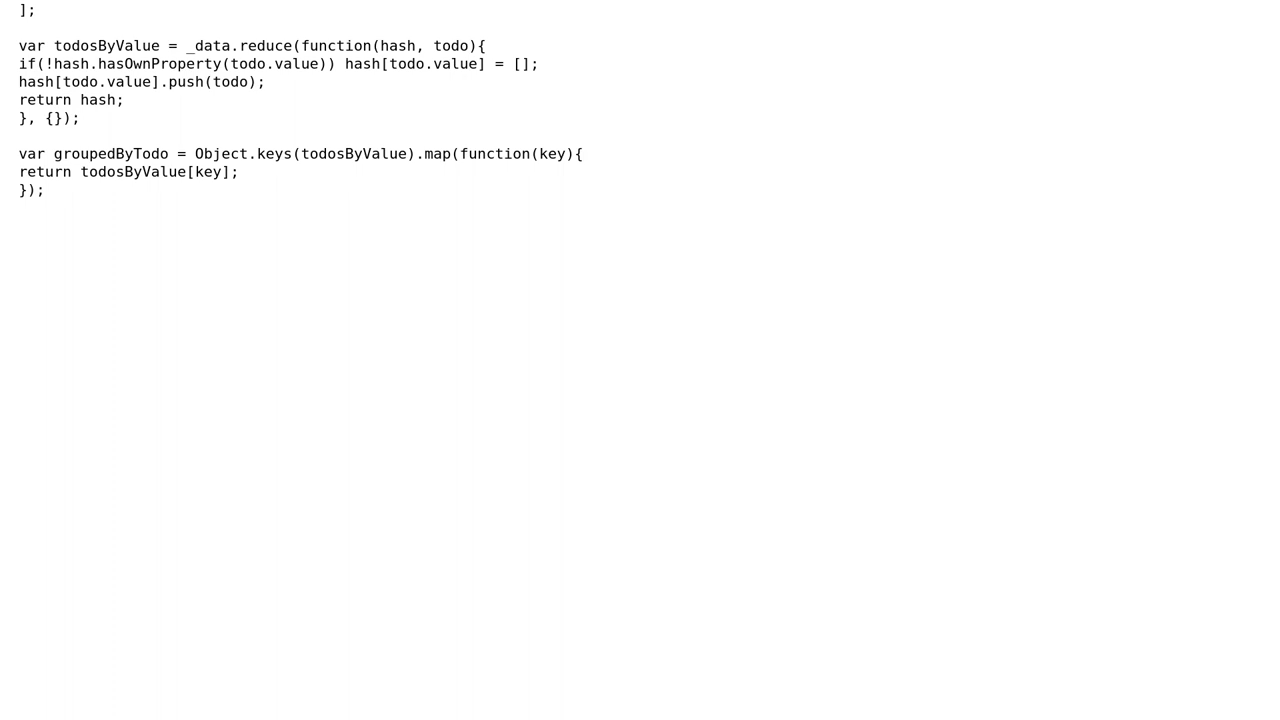 ];
var todosByValue = _data.reduce(function(hash, todo){
if(!hash.hasOwnProperty(todo.value)) hash[todo.value] = [];
hash[todo.value].push(todo);
return hash;
}, {});
var groupedByTodo = Object.keys(todosByValue).map(function(key){
return todosByValue[key];
});